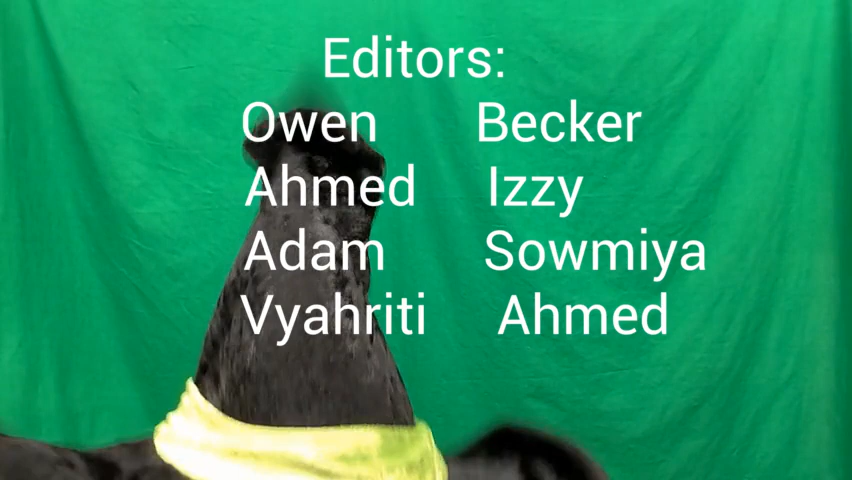 Editors:
Owen Becker
Ahmed Izzy
Adam Sowmiya
Vyahriti Ahmed